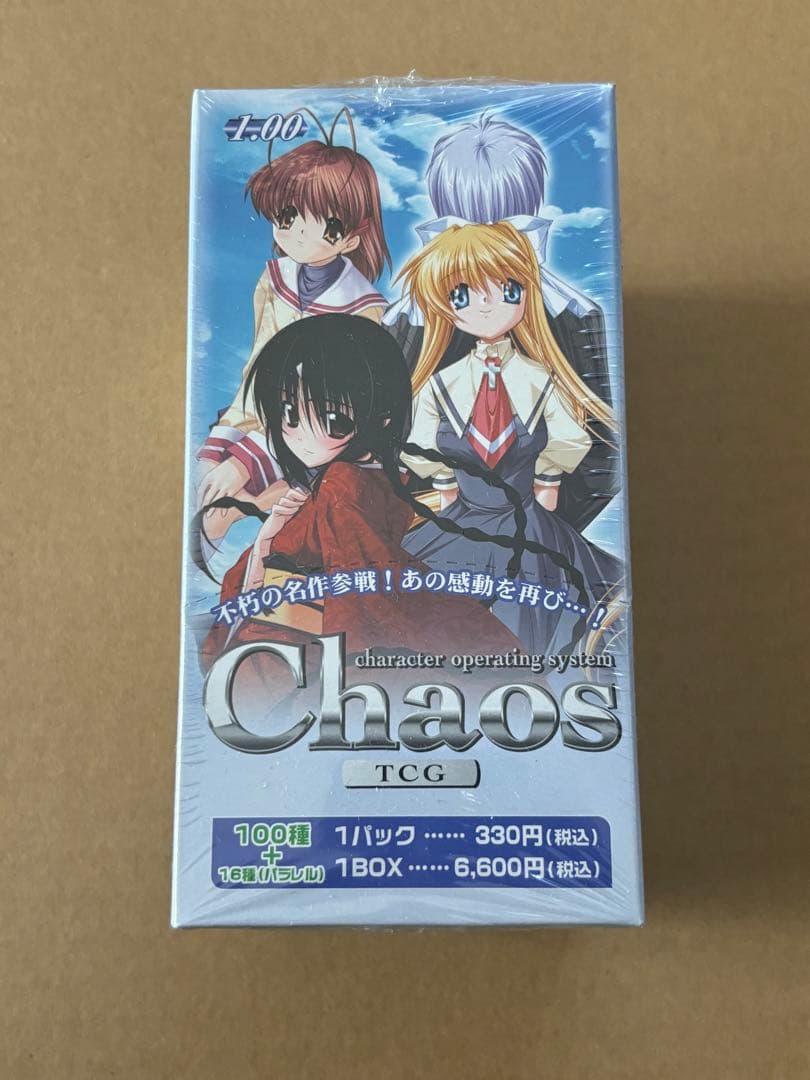 1.00
不朽の名作参戦！あの感動を再び…！
character operating system
Chaos
TCG
100種
+
16種(パラレル)
1パック …… 330円(税込)
1BOX …… 6,600円(税込)